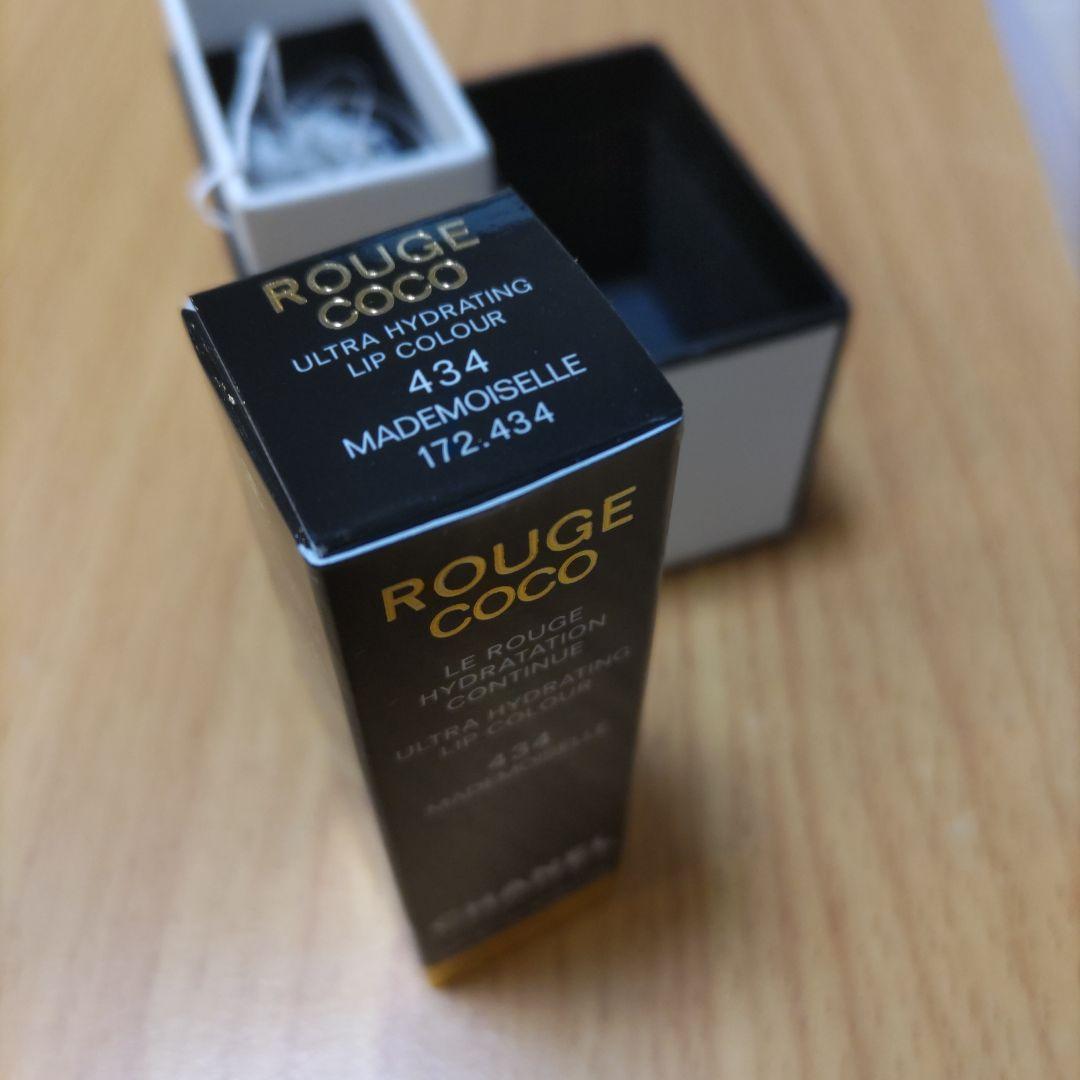 ROUGE
COCO
ULTRA HYDRATING
LIP COLOUR
434
MADEMOISELLE
172.434
ROUGE
COCO
LE ROUGE
HYDRATATION
CONTINUE
ULTRA HYDRATING
LIP COLOUR
434
MADEMOISELLE
CHANEL